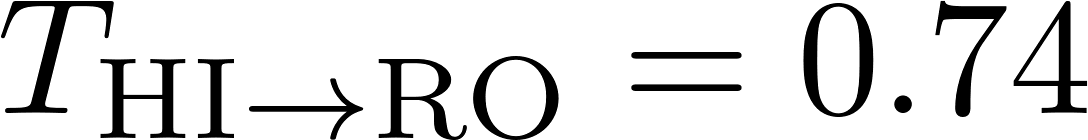 T_{HI→RO} = 0.74